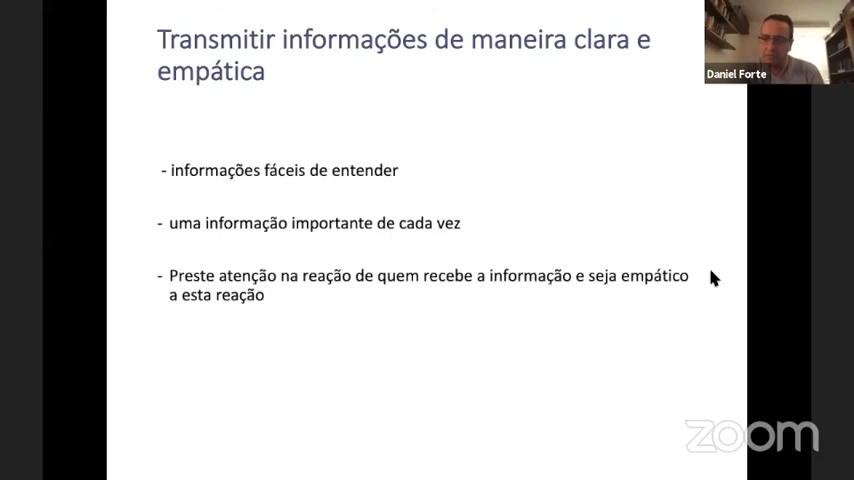 Transmitir informações de maneira clara e
empática
Daniel Forte
- informações fáceis de entender
- uma informação importante de cada vez
- Preste atenção na reação de quem recebe a informação e seja empático
a esta reação
zoom